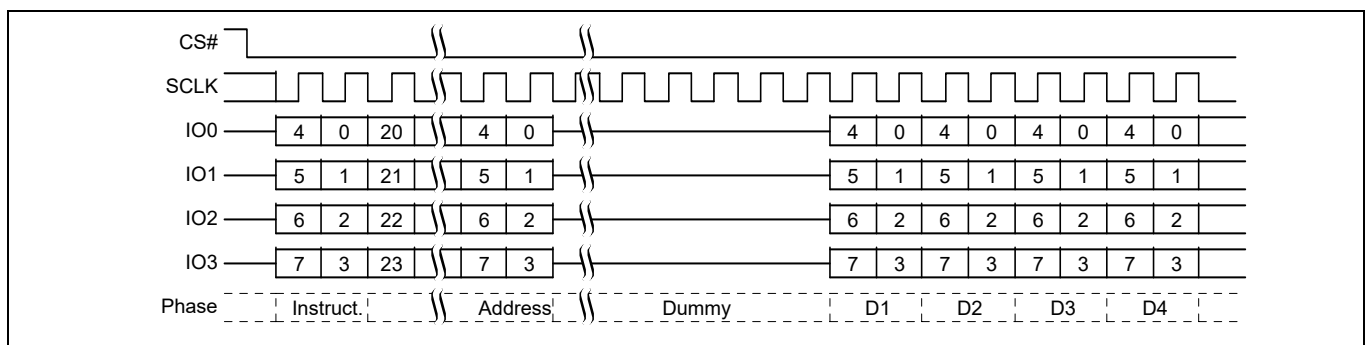 CS#
SCLK
IO0 4 0 20 4 0 4 0 4 0 4 0 4 0
IO1 5 1 21 5 1 5 1 5 1 5 1 5 1
IO2 6 2 22 6 2 6 2 6 2 6 2 6 2
IO3 7 3 23 7 3 7 3 7 3 7 3 7 3
Phase Instruct. Address Dummy D1 D2 D3 D4